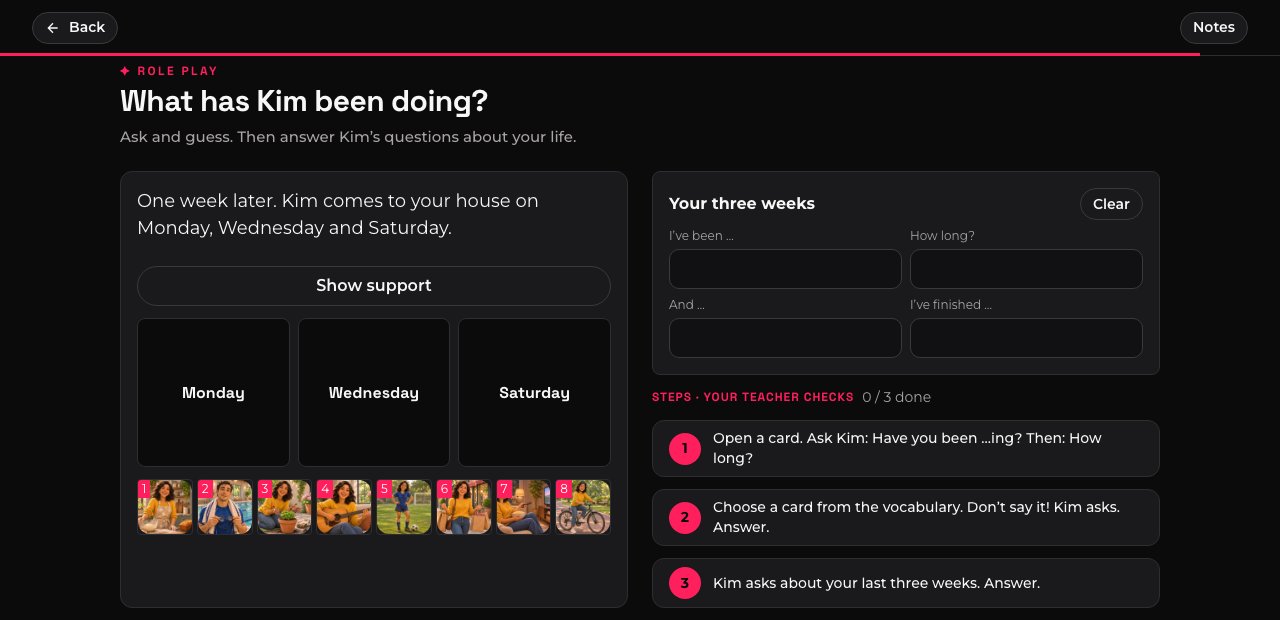 Back
Notes
ROLE PLAY
What has Kim been doing?
Ask and guess. Then answer Kim's questions about your life.
One week later. Kim comes to your house on
Monday, Wednesday and Saturday.
Show support
Monday
Wednesday
Saturday
1
2
3
4
5
6
7
8
Your three weeks
Clear
I've been ...
How long?
And ...
I've finished ...
STEPS · YOUR TEACHER CHECKS 0 / 3 done
1
Open a card. Ask Kim: Have you been ...ing? Then: How
long?
2
Choose a card from the vocabulary. Don't say it! Kim asks.
Answer.
3
Kim asks about your last three weeks. Answer.